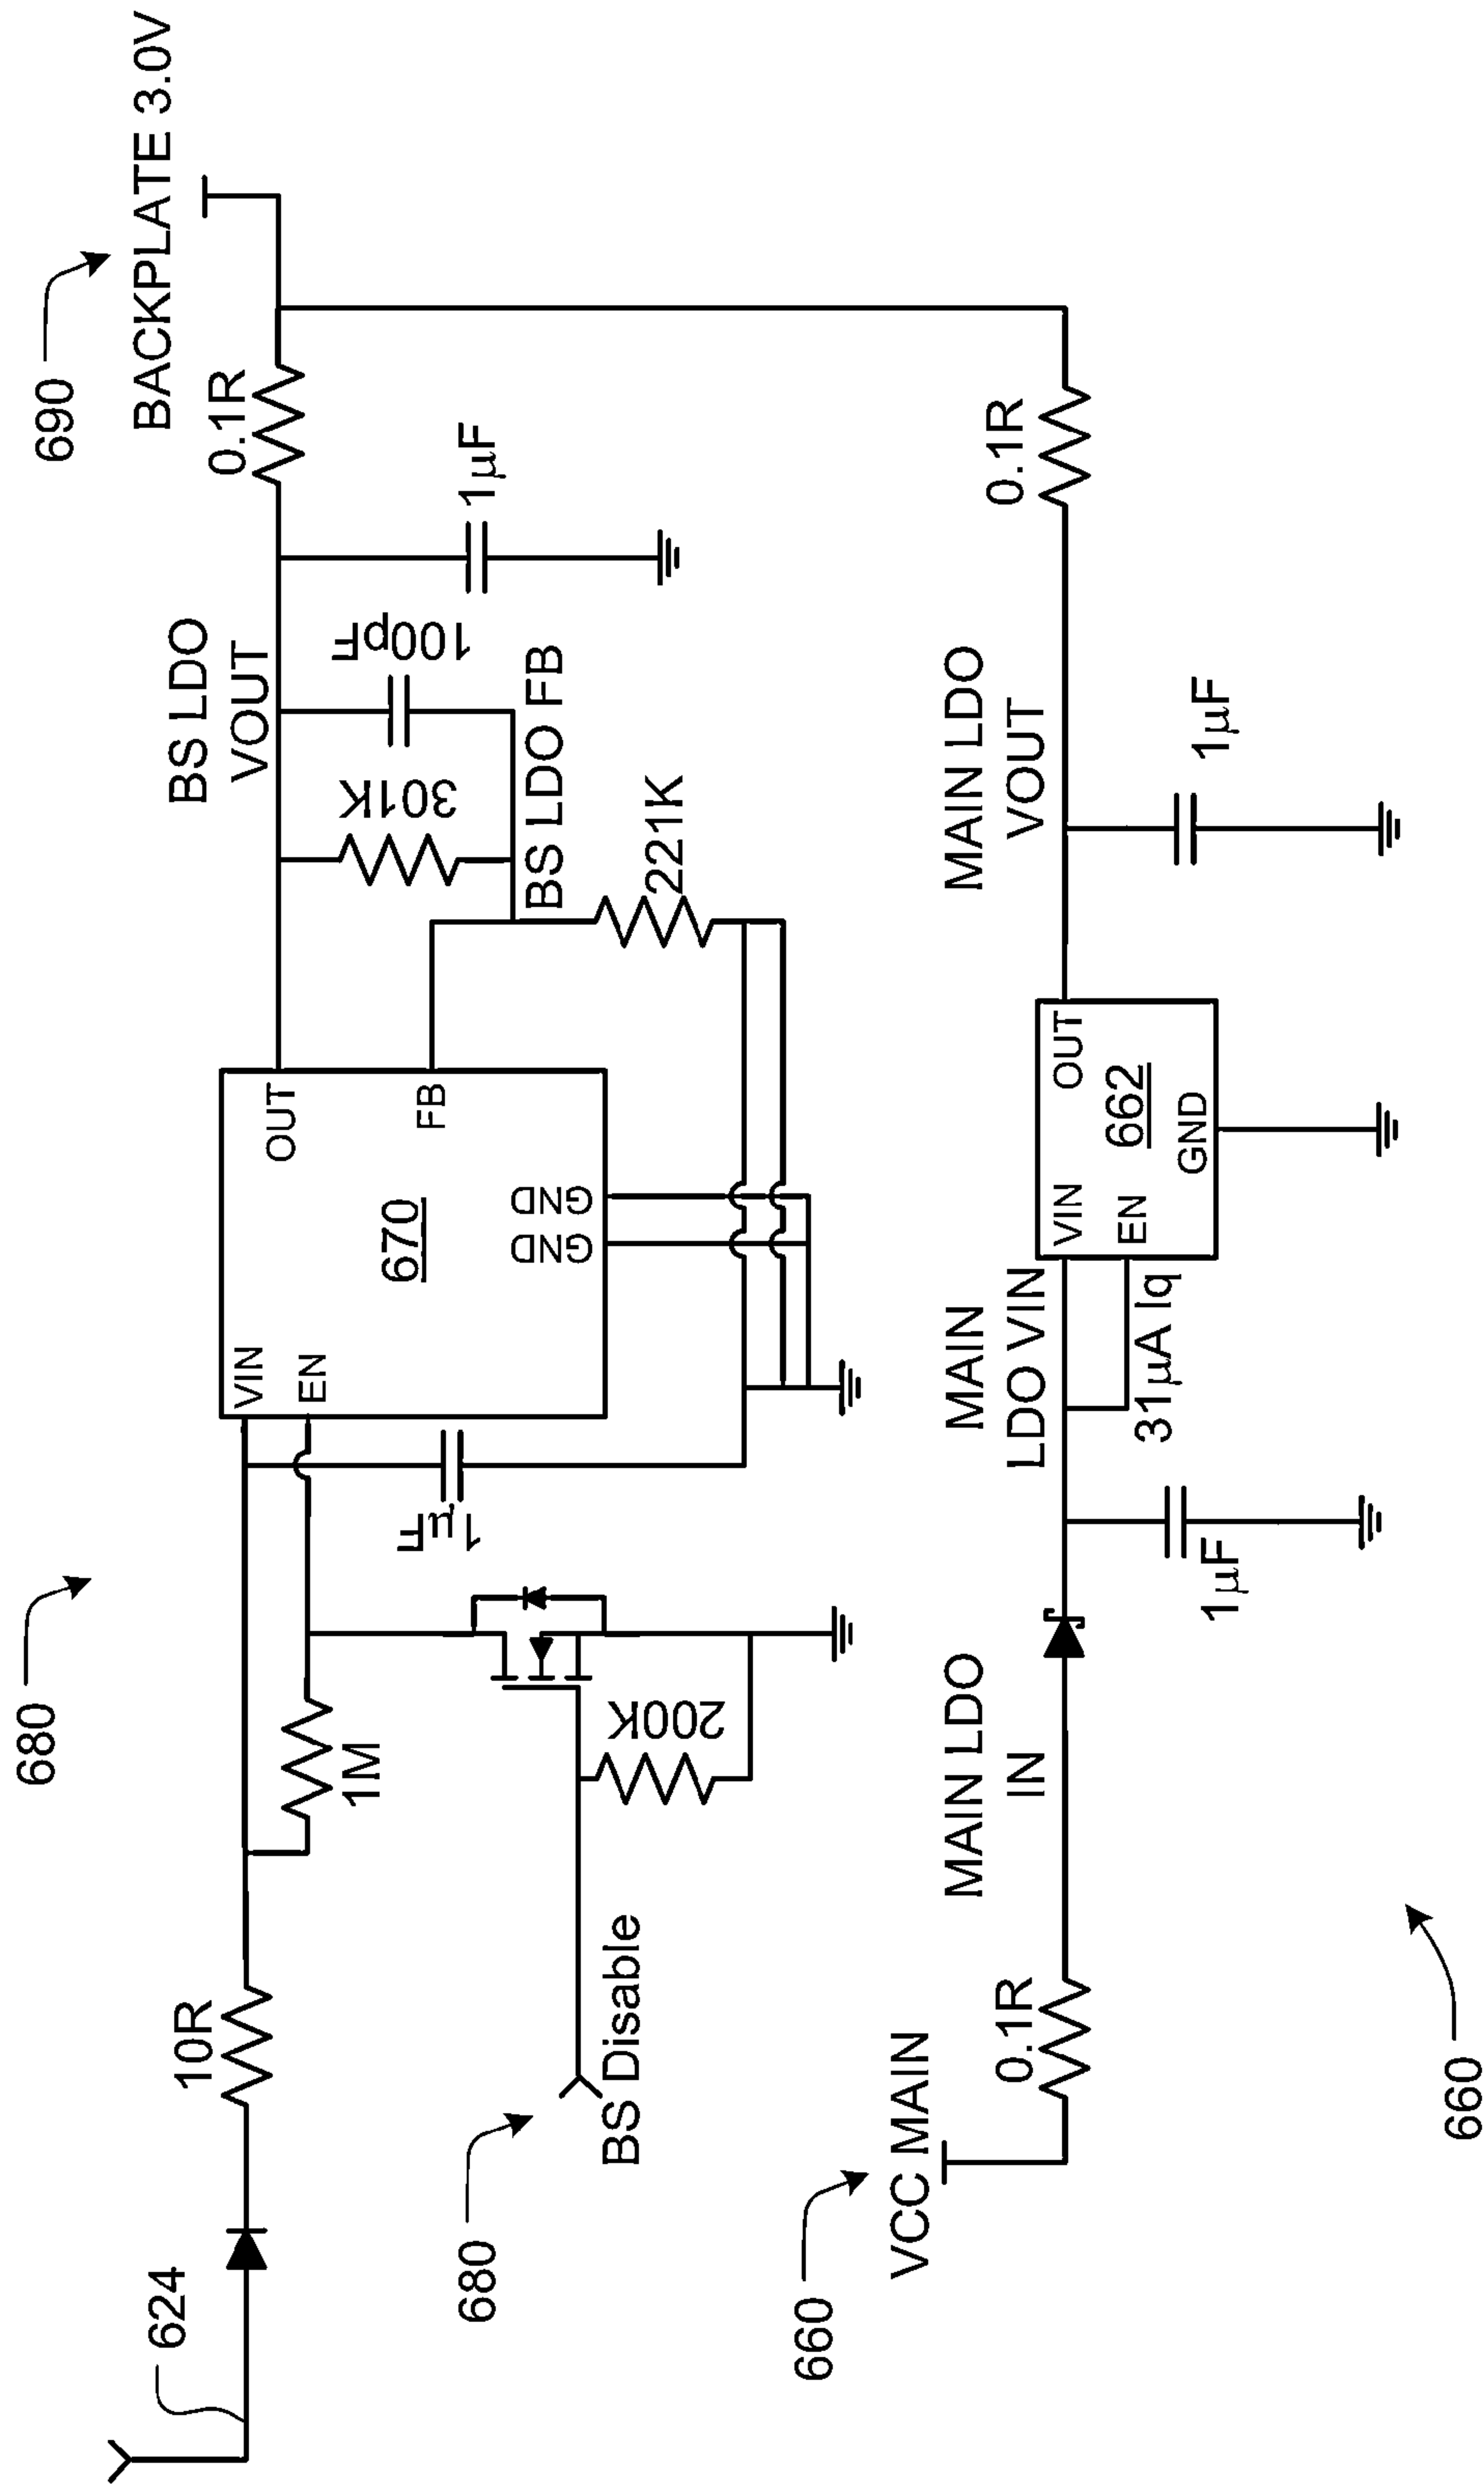 690
BACKPLATE 3.0V
0.1R
1µF
BS LDO
VOUT
100pF
301K
BS LDO FB
221K
OUT
FB
670
GND
GND
VIN
EN
1µF
680
1M
200K
10R
624
680
BS Disable
0.1R
MAIN LDO
VOUT
1µF
OUT
662
VIN
EN
GND
MAIN
LDO VIN
31µA Iq
1µF
MAIN LDO
IN
0.1R
660
VCC MAIN
660